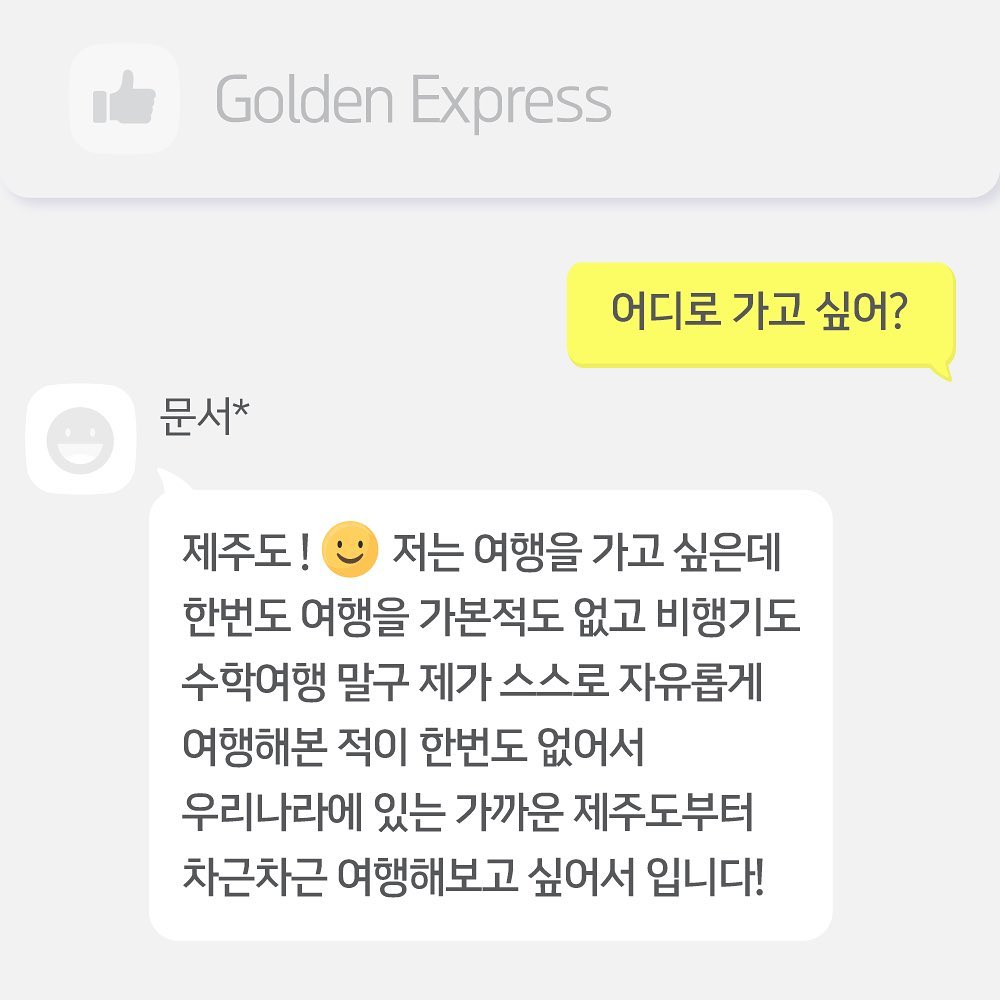 Golden Express
어디로 가고 싶어?
문서*
제주도 ! 🙂 저는 여행을 가고 싶은데
한번도 여행을 가본적도 없고 비행기도
수학여행 말구 제가 스스로 자유롭게
여행해본 적이 한번도 없어서
우리나라에 있는 가까운 제주도부터
차근차근 여행해보고 싶어서 입니다!